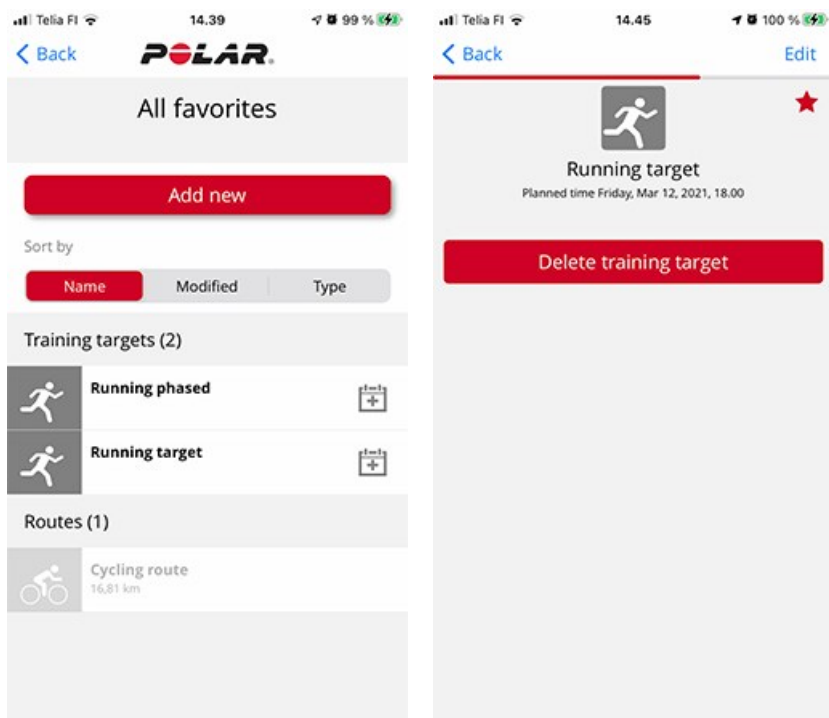 Telia FI 14.39 99 %
Back POLAR.
All favorites
Add new
Sort by
Name Modified Type
Training targets (2)
Running phased
Running target
Routes (1)
Cycling route
16,81 km
Telia FI 14.45 100 %
Back Edit
Running target
Planned time Friday, Mar 12, 2021, 18.00
Delete training target